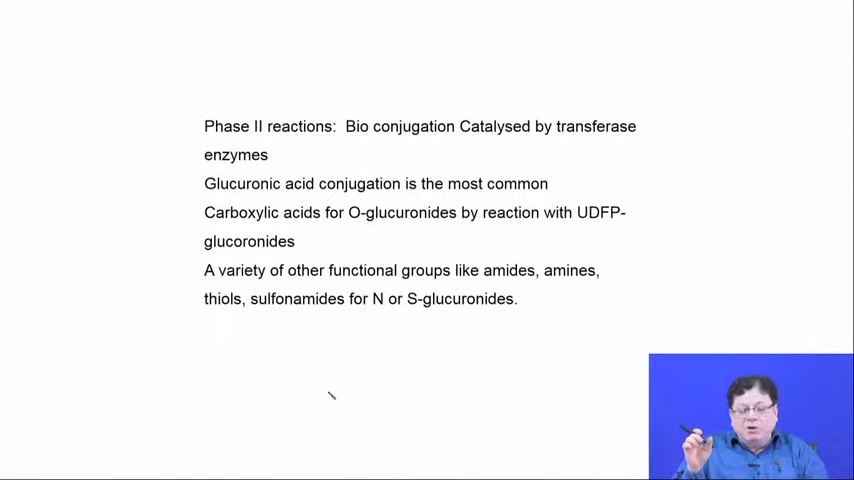 Phase II reactions:  Bio conjugation Catalysed by transferase
enzymes
Glucuronic acid conjugation is the most common
Carboxylic acids for O-glucuronides by reaction with UDFP-
glucoronides
A variety of other functional groups like amides, amines,
thiols, sulfonamides for N or S-glucuronides.